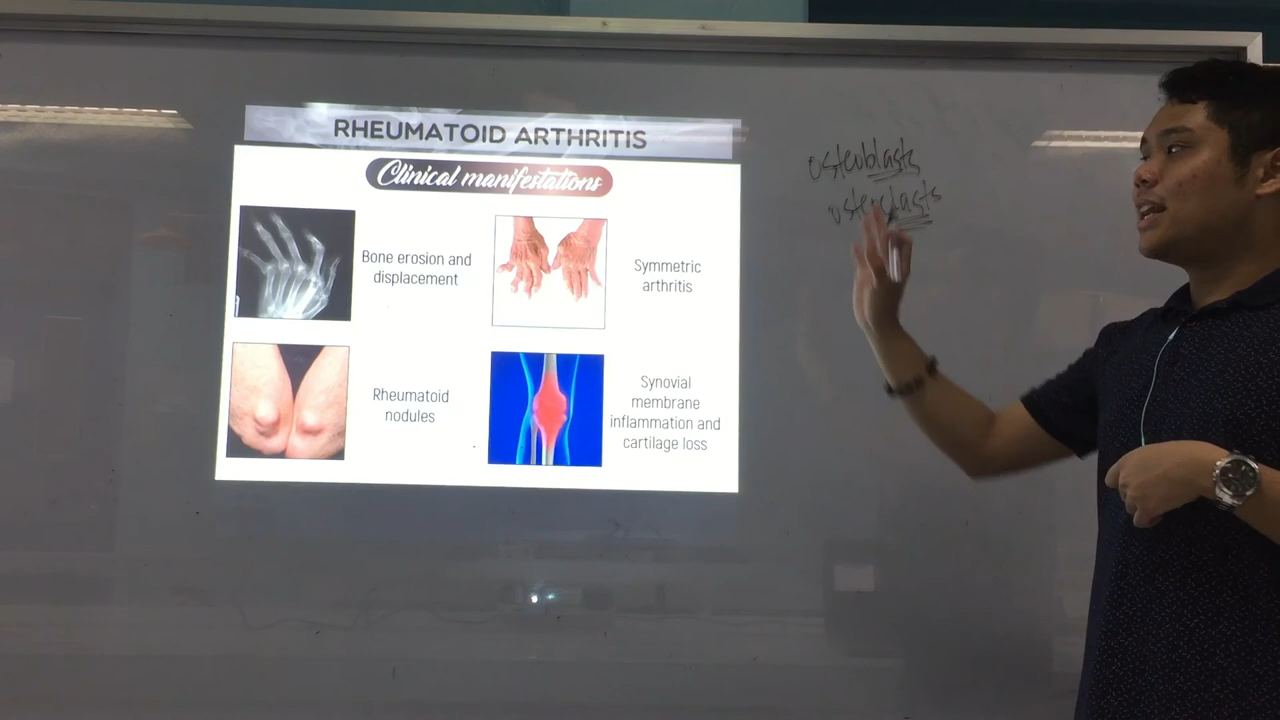 RHEUMATOID ARTHRITIS
Clinical manifestations
Bone erosion and
displacement
Symmetric
arthritis
Rheumatoid
nodules
Synovial
membrane
inflammation and
cartilage loss
osteoblasts
osteoclasts